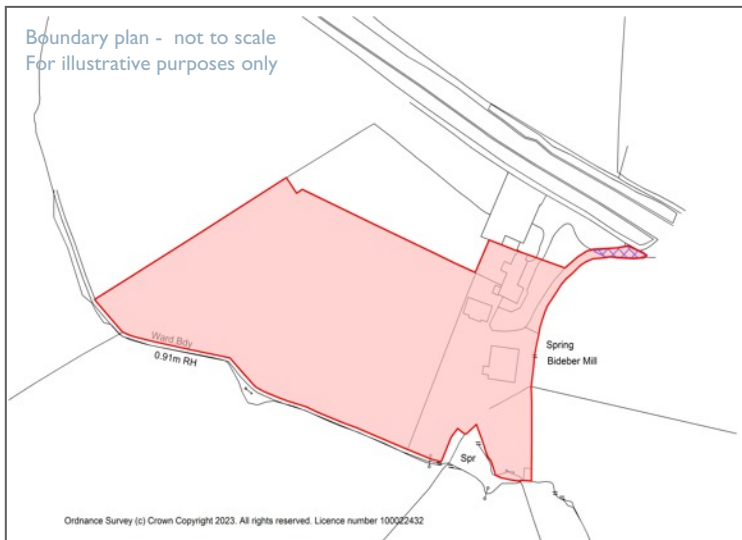 Boundary plan - not to scale
For illustrative purposes only
Ward Bdy
0.91m RH
Spring
Bideber Mill
Spr
Ordnance Survey (c) Crown Copyright 2023. All rights reserved. Licence number 100022432